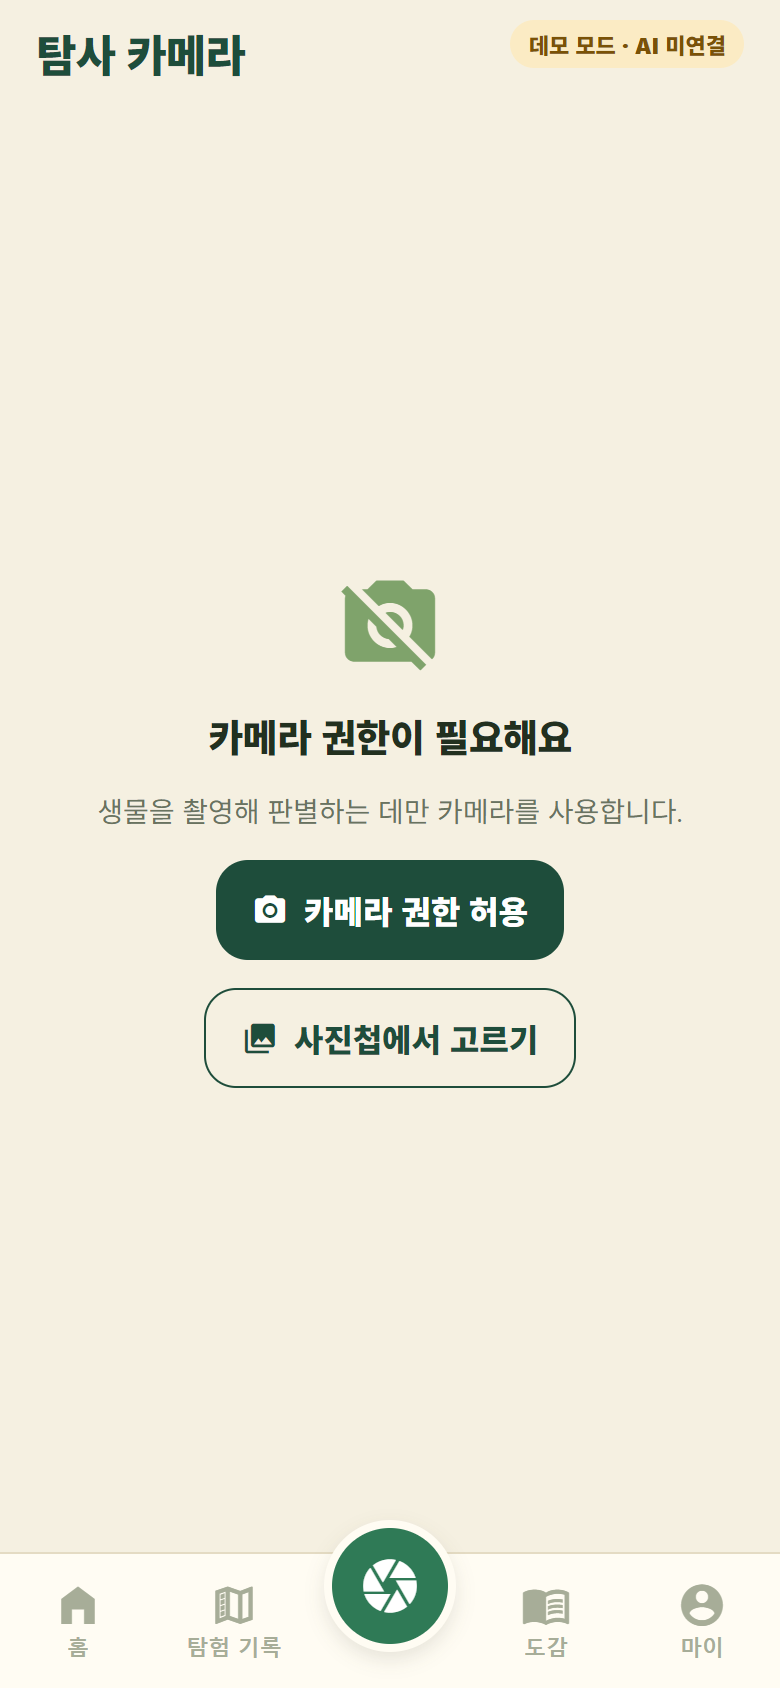 탐사 카메라
데모 모드 · AI 미연결
카메라 권한이 필요해요
생물을 촬영해 판별하는 데만 카메라를 사용합니다.
카메라 권한 허용
사진첩에서 고르기
홈
탐험 기록
도감
마이